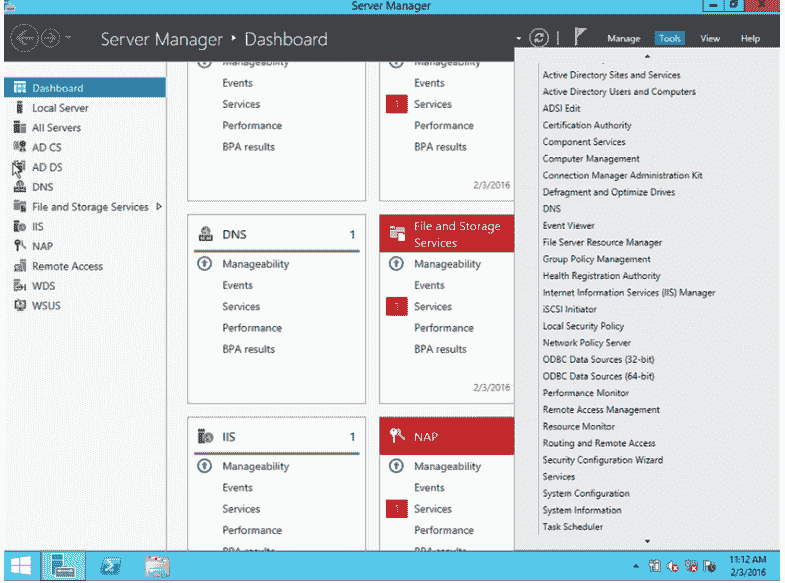 Server Manager
Server Manager ‣ Dashboard
Manage Tools View Help
Dashboard
Local Server
All Servers
AD CS
AD DS
DNS
File and Storage Services
IIS
NAP
Remote Access
WDS
WSUS
Manageability
Events
Services
Performance
BPA results
Manageability
Events
1 Services
Performance
BPA results
2/3/2016
DNS 1
Manageability
Events
Services
Performance
BPA results
File and Storage
Services
Manageability
Events
1 Services
Performance
BPA results
2/3/2016
IIS 1
Manageability
Events
Services
Performance
BPA results
NAP
Manageability
Events
1 Services
Performance
BPA results
Active Directory Sites and Services
Active Directory Users and Computers
ADSI Edit
Certification Authority
Component Services
Computer Management
Connection Manager Administration Kit
Defragment and Optimize Drives
DNS
Event Viewer
File Server Resource Manager
Group Policy Management
Health Registration Authority
Internet Information Services (IIS) Manager
iSCSI Initiator
Local Security Policy
Network Policy Server
ODBC Data Sources (32-bit)
ODBC Data Sources (64-bit)
Performance Monitor
Remote Access Management
Resource Monitor
Routing and Remote Access
Security Configuration Wizard
Services
System Configuration
System Information
Task Scheduler
11:12 AM
2/3/2016